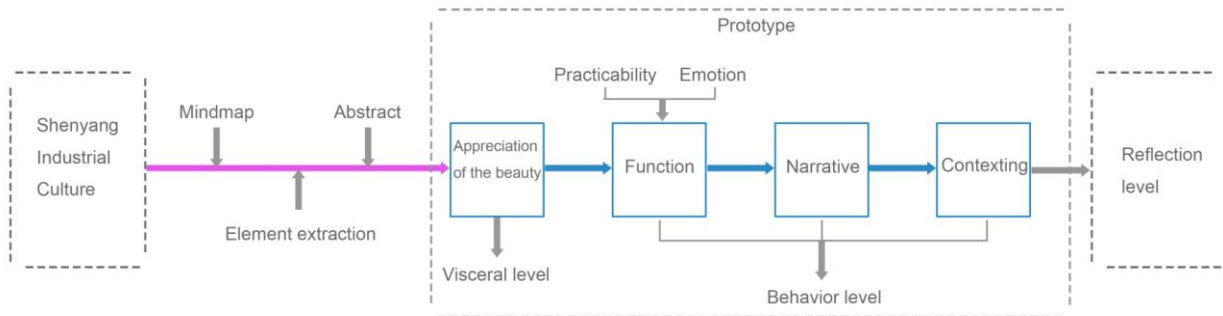 Prototype
Practicability
Emotion
Shenyang
Industrial
Culture
Mindmap
Abstract
Element extraction
Appreciation
of the beauty
Function
Narrative
Contexting
Reflection
level
Visceral level
Behavior level